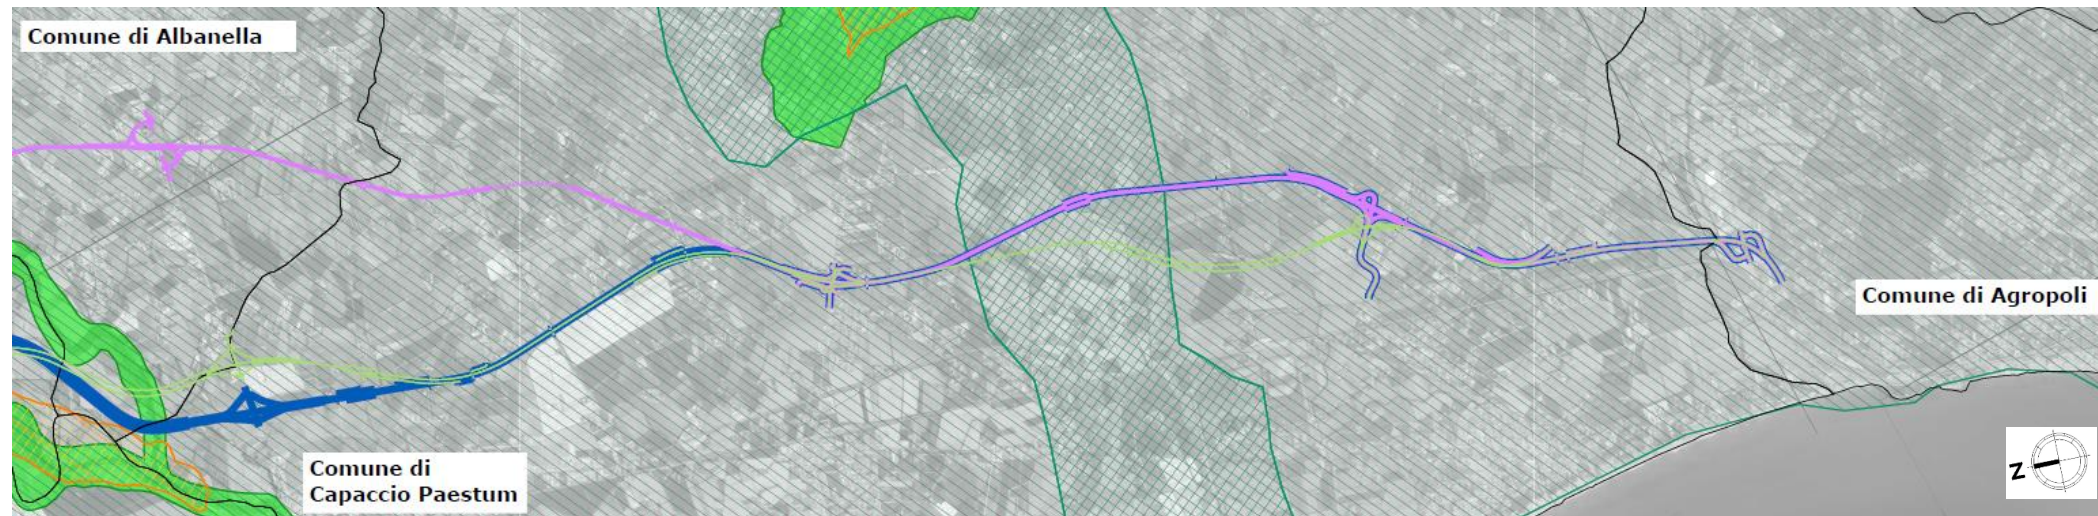 Comune di Albanella
Comune di Agropoli
Comune di
Capaccio Paestum
N